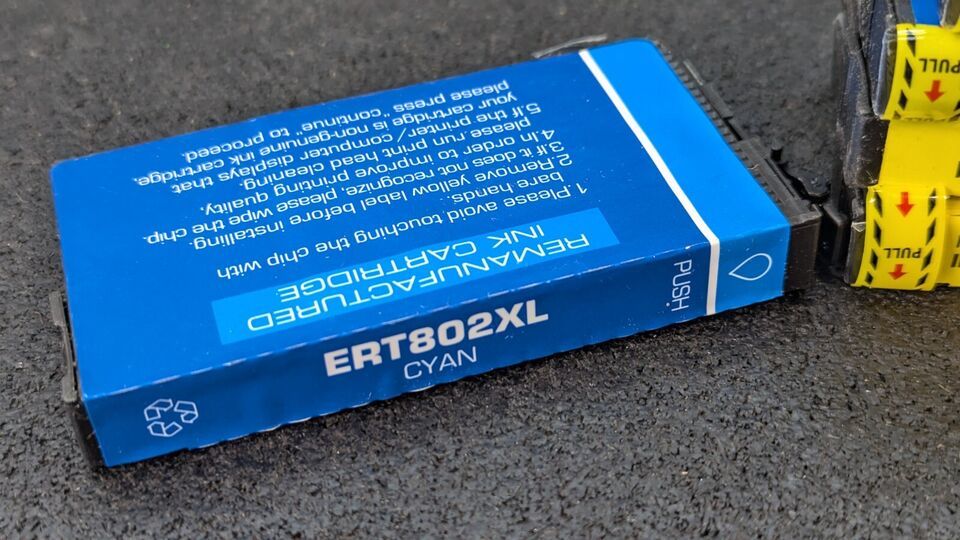 REMANUFACTURED
INK CARTRIDGE
1.Please avoid touching the chip with
bare hands.
2.Remove yellow label before installing.
3.If it does not recognize, please wipe the chip.
4.In order to improve printing quality,
please run print head cleaning.
5.If the printer/ computer displays that
your cartridge is non-genuine ink cartridge.
please press "continue" to proceed.
ERT802XL
CYAN
PUSH
PULL
PULL
PULL